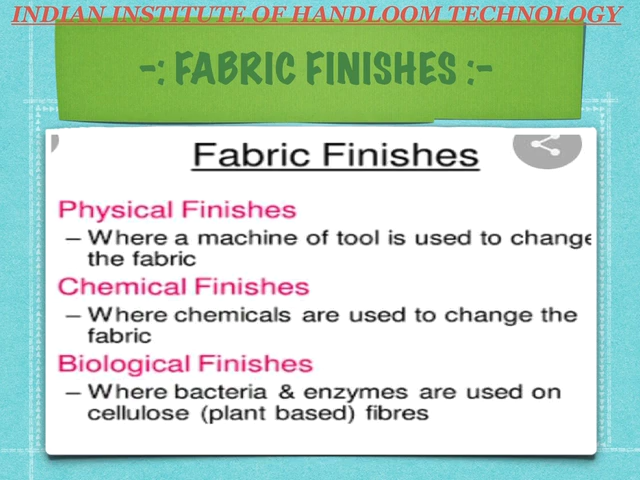 INDIAN INSTITUTE OF HANDLOOM TECHNOLOGY
-: FABRIC FINISHES :-
Fabric Finishes
Physical Finishes
– Where a machine of tool is used to change
the fabric
Chemical Finishes
– Where chemicals are used to change the
fabric
Biological Finishes
– Where bacteria & enzymes are used on
cellulose (plant based) fibres